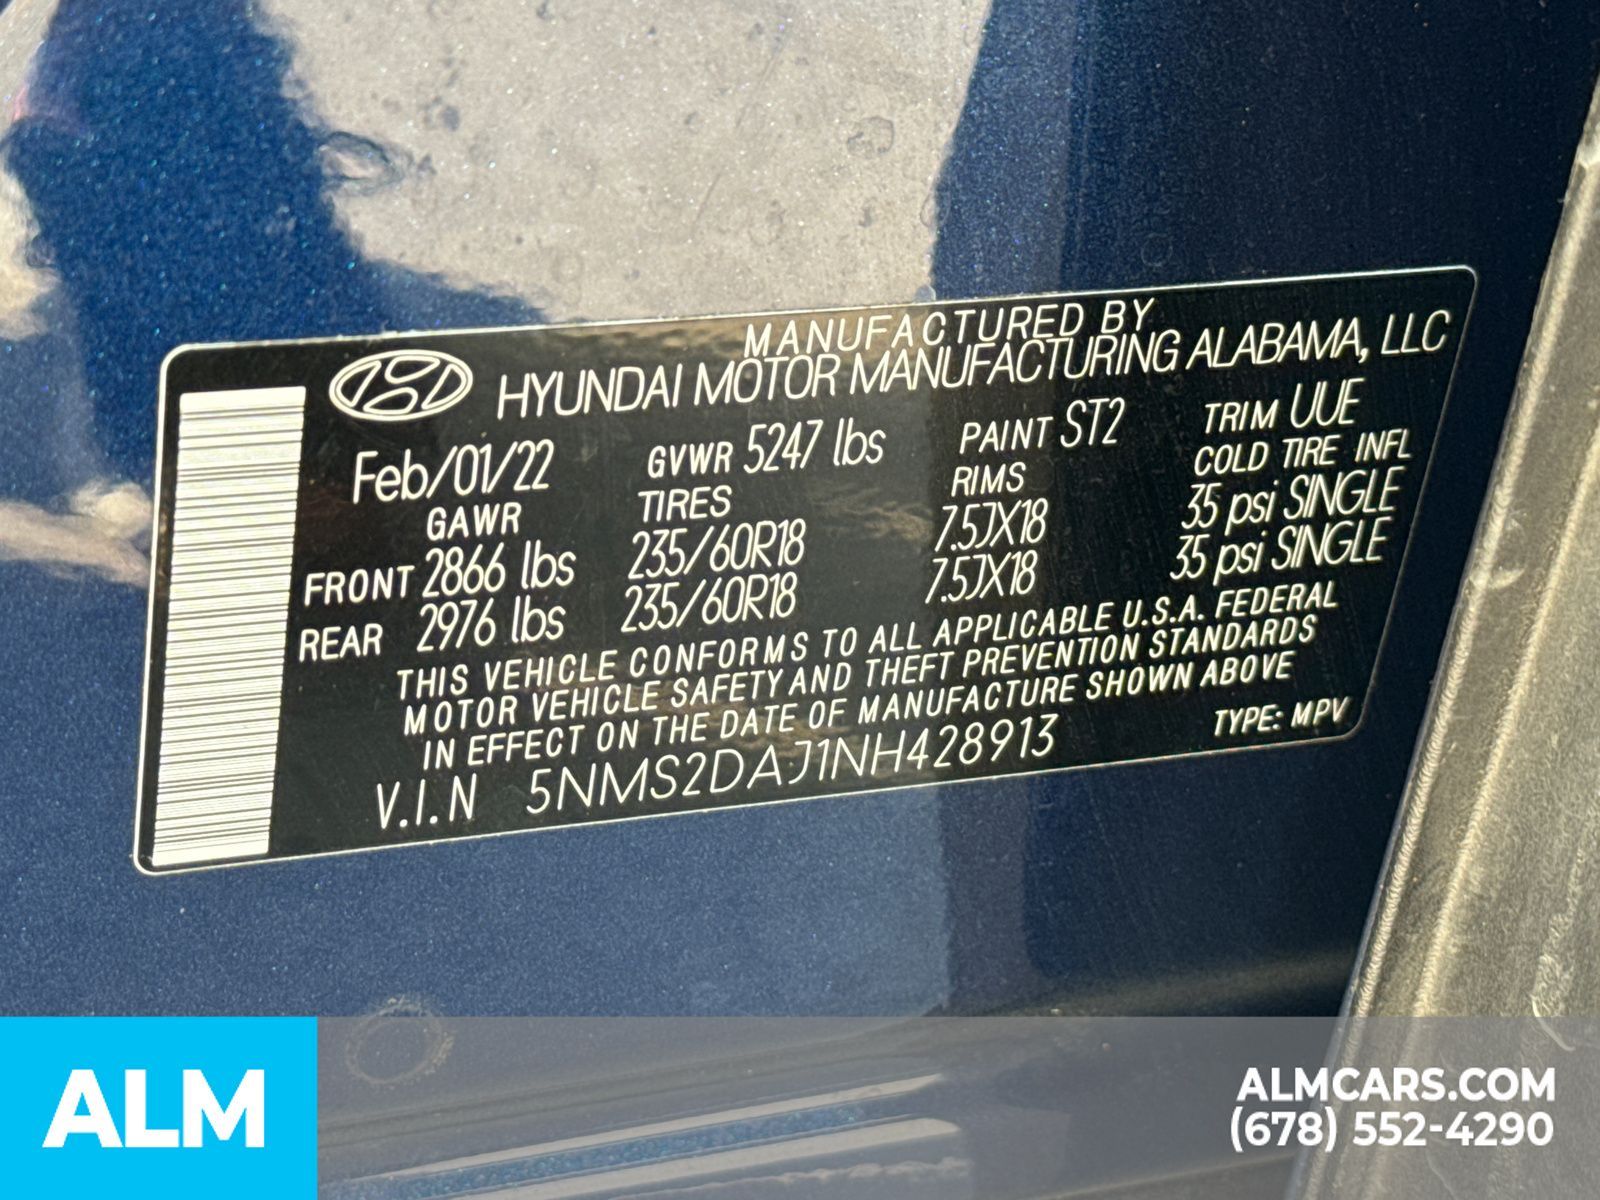 MANUFACTURED BY
HYUNDAI MOTOR MANUFACTURING ALABAMA, LLC
Feb/01/22 GVWR 5247 lbs PAINT ST2 TRIM UUE
GAWR TIRES RIMS COLD TIRE INFL
FRONT 2866 lbs 235/60R18 7.5JX18 35 psi SINGLE
REAR 2976 lbs 235/60R18 7.5JX18 35 psi SINGLE
THIS VEHICLE CONFORMS TO ALL APPLICABLE U.S.A. FEDERAL
MOTOR VEHICLE SAFETY AND THEFT PREVENTION STANDARDS
IN EFFECT ON THE DATE OF MANUFACTURE SHOWN ABOVE
V.I.N 5NMS2DAJ1NH428913 TYPE: MPV
ALM
ALMCARS.COM
(678) 552-4290